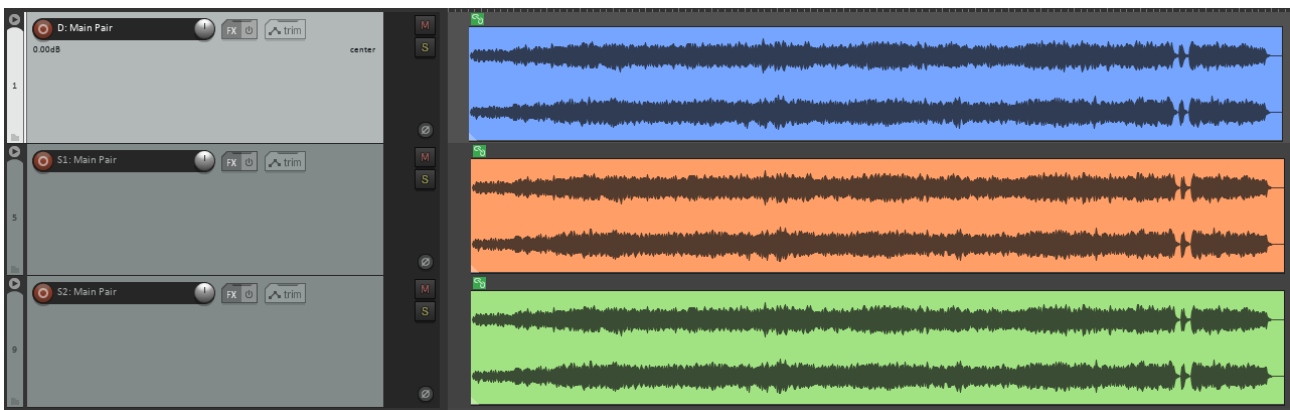 D: Main Pair FX trim M
0.00dB center S
1
S1: Main Pair FX trim M
S
5
S2: Main Pair FX trim M
S
9